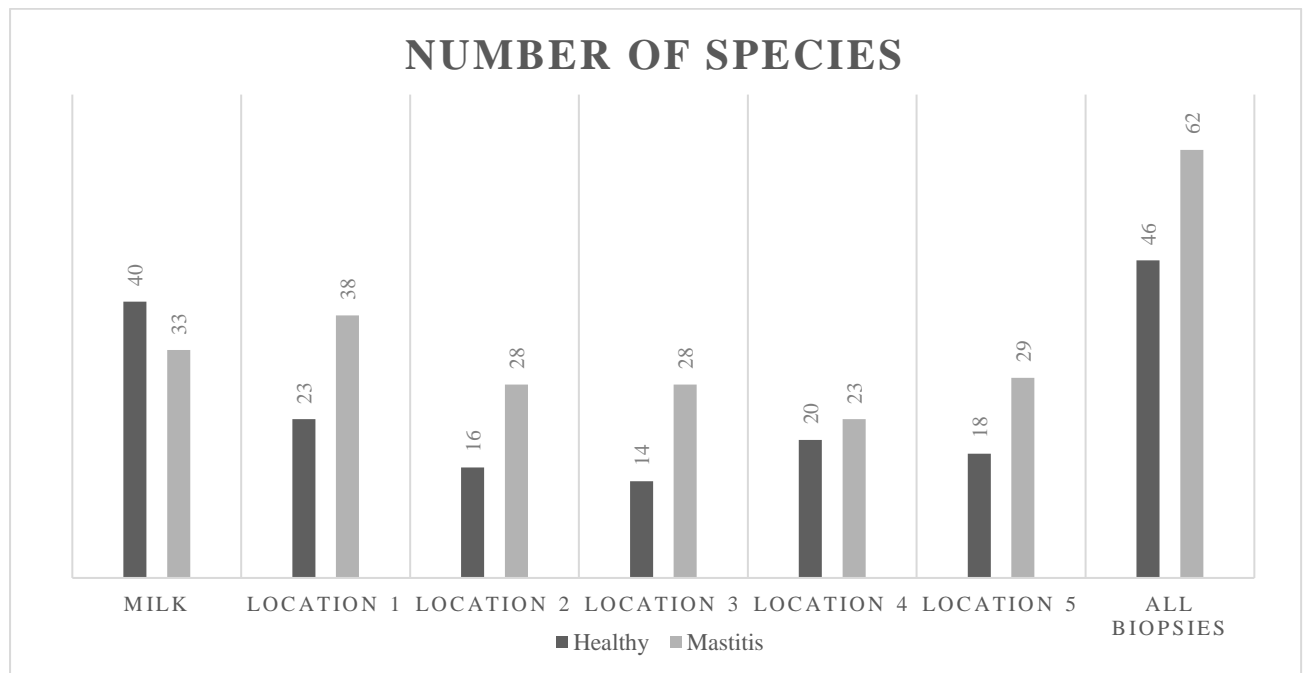 NUMBER OF SPECIES
40
33
23
38
16
28
14
28
20
23
18
29
46
62
MILK
LOCATION 1
LOCATION 2
LOCATION 3
LOCATION 4
LOCATION 5
ALL
BIOPSIES
Healthy
Mastitis